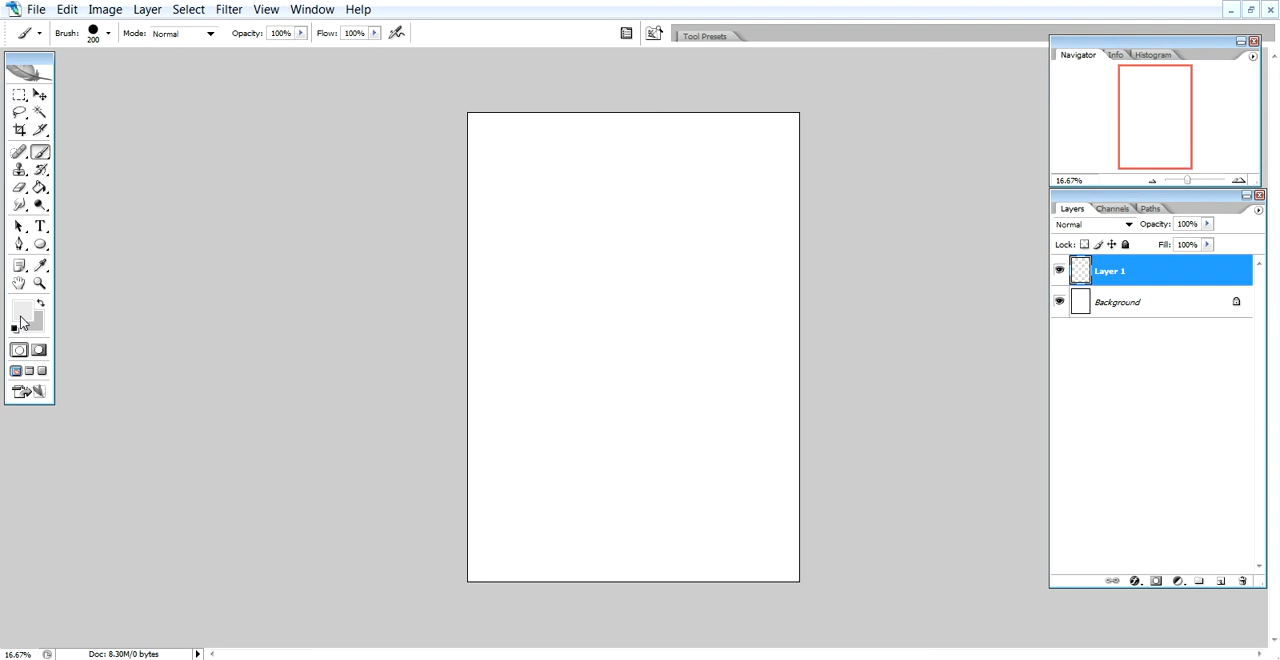 File Edit Image Layer Select Filter View Window Help
Brush: 200 Mode: Normal Opacity: 100% Flow: 100% Tool Presets
Navigator Info Histogram
16.67%
Layers Channels Paths
Normal Opacity: 100%
Lock: Fill: 100%
Layer 1
Background
T
16.67% Doc: 8.30M/0 bytes